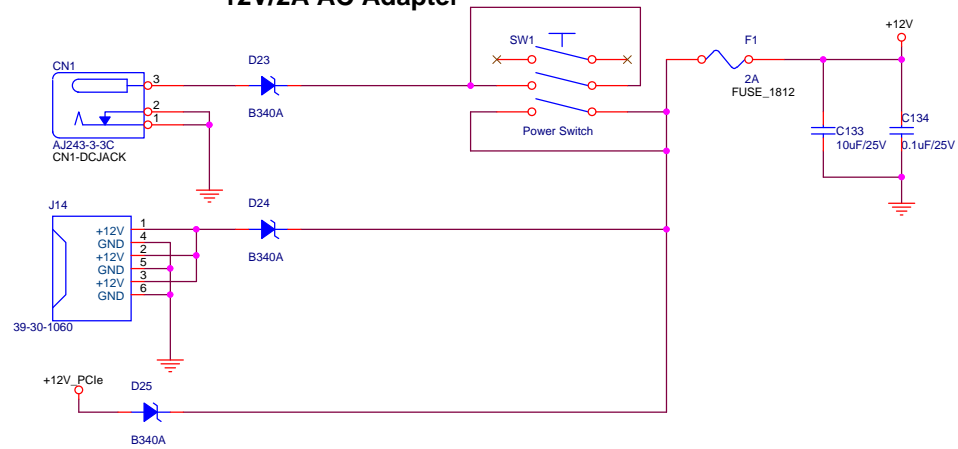 12V/2A AC Adapter
+12V
SW1
F1
CN1
D23
3
2A
FUSE_1812
2
B340A
C134
1
Power Switch
C133
AJ243-3-3C
10uF/25V
0.1uF/25V
CN1-DCJACK
J14
D24
+12V
1
GND
4
+12V
2
GND
5
B340A
+12V
3
GND
6
39-30-1060
+12V_PCIe
D25
B340A